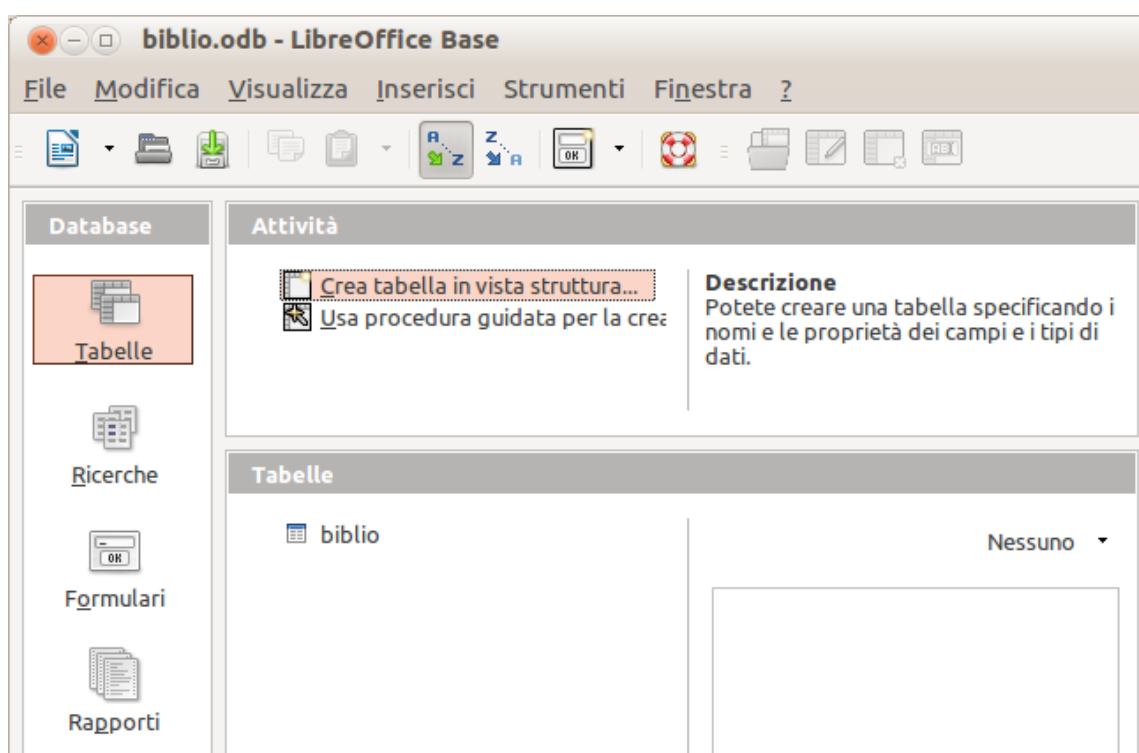 biblio.odb - LibreOffice Base
File Modifica Visualizza Inserisci Strumenti Finestra ?
Database
Attività
Tabelle
Ricerche
Formulari
Rapporti
Crea tabella in vista struttura...
Usa procedura guidata per la crea
Descrizione
Potete creare una tabella specificando i
nomi e le proprietà dei campi e i tipi di
dati.
Tabelle
biblio
Nessuno